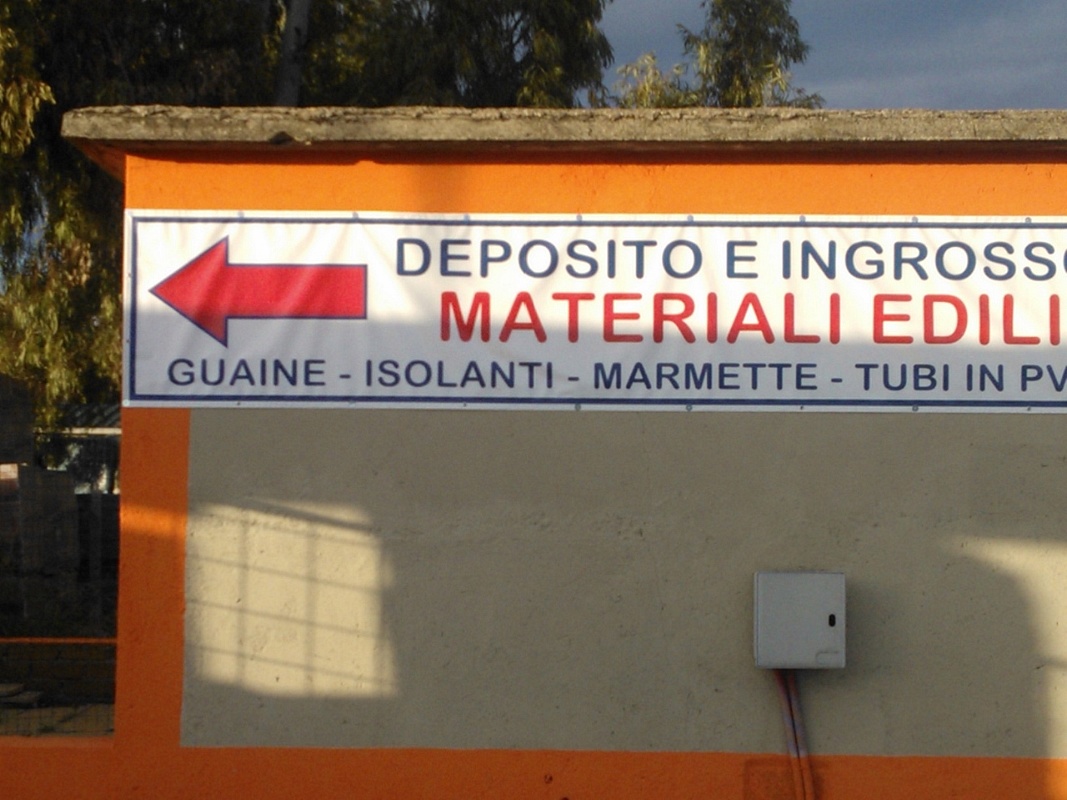 DEPOSITO E INGROSSO
MATERIALI EDILI
GUAINE - ISOLANTI - MARMETTE - TUBI IN PV